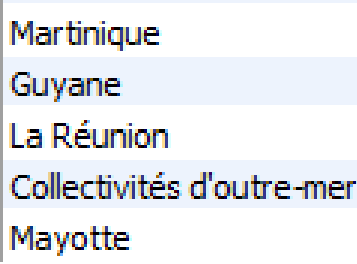 Martinique
Guyane
La Réunion
Collectivités d'outre-mer
Mayotte